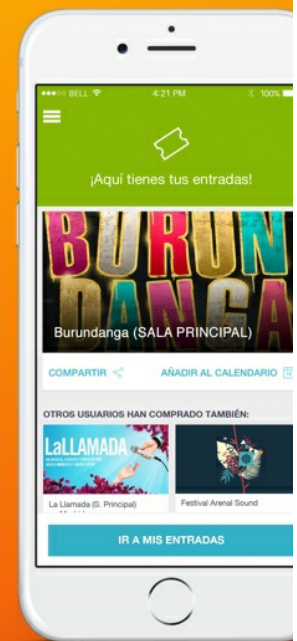 BELL 4:21 PM 100%
¡Aquí tienes tus entradas!
BURUN
DANGA
Burundanga (SALA PRINCIPAL)
COMPARTIR AÑADIR AL CALENDARIO
OTROS USUARIOS HAN COMPRADO TAMBIÉN:
LaLLAMADA
La Llamada (S. Principal)
Festival Arenal Sound
IR A MIS ENTRADAS